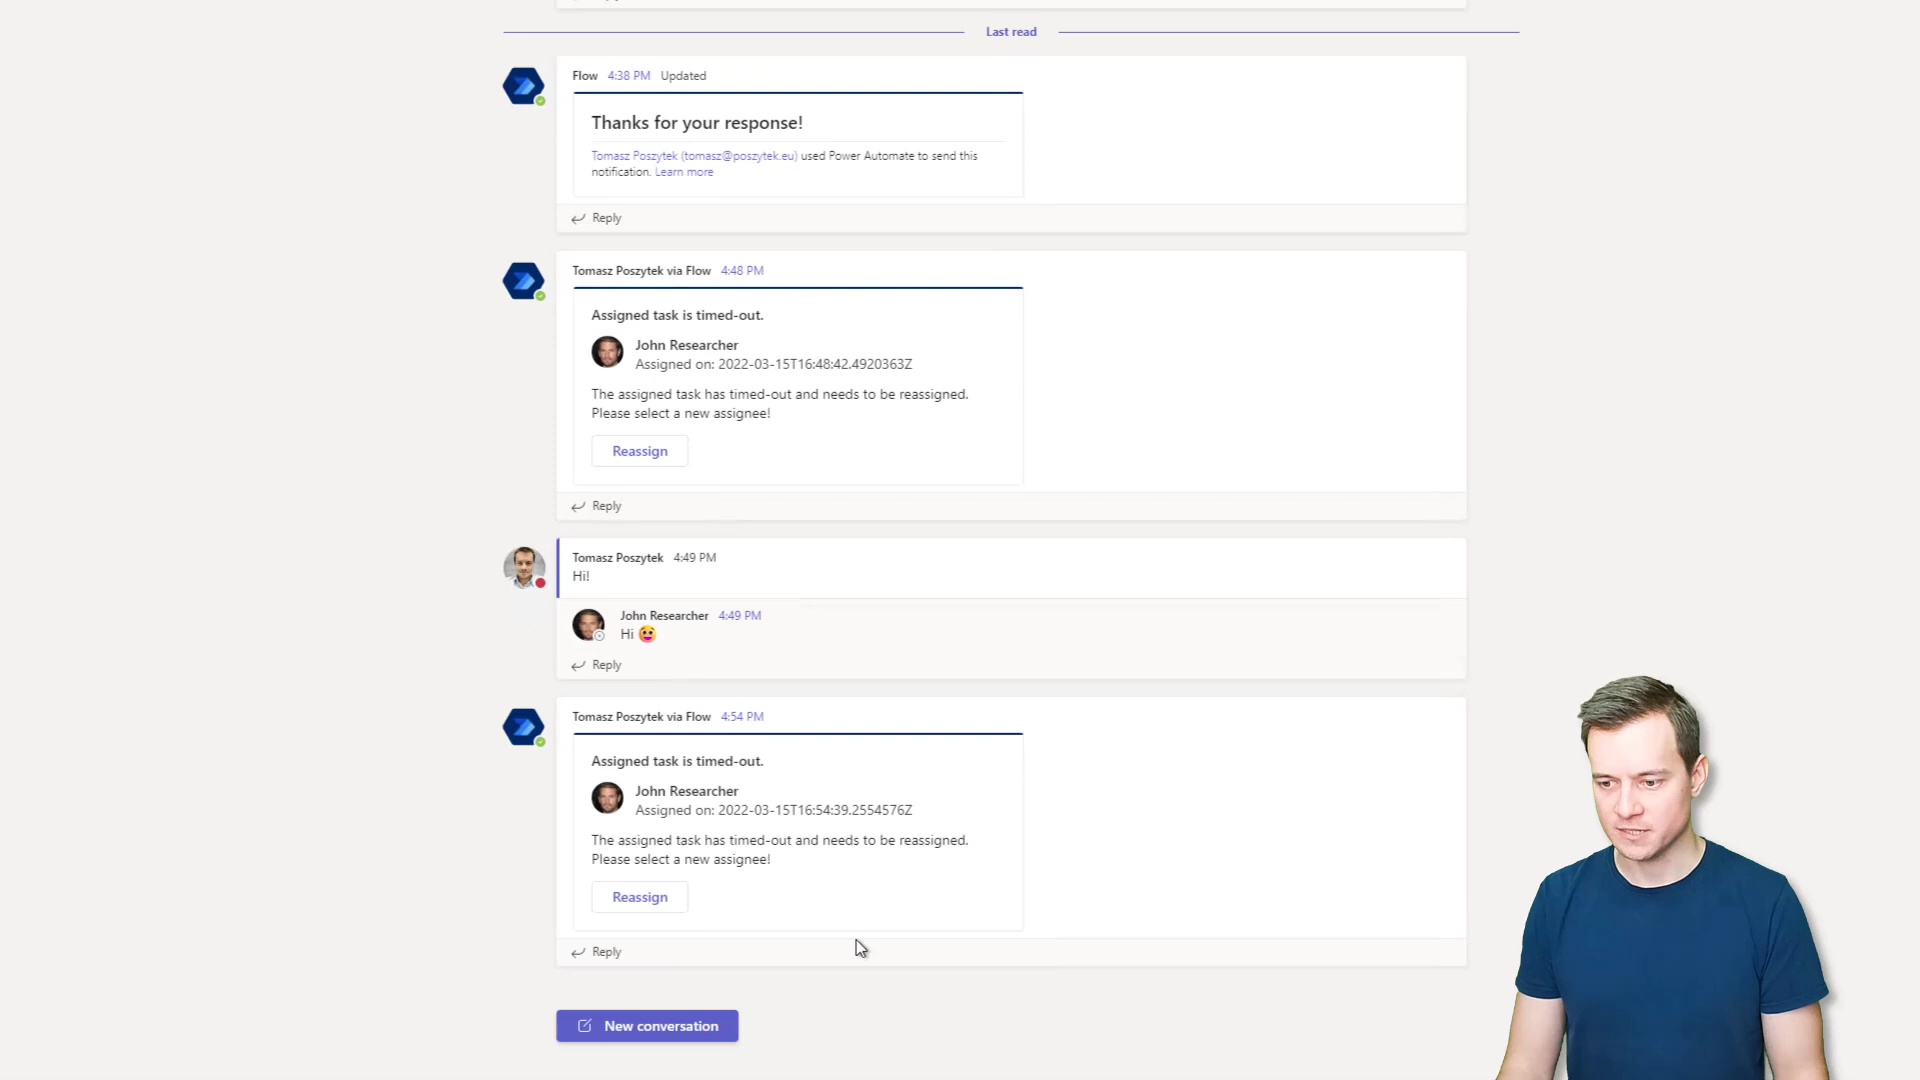 Last read
Flow 4:38 PM Updated
Thanks for your response!
Tomasz Poszytek (tomasz@poszytek.eu) used Power Automate to send this
notification. Learn more
Reply
Tomasz Poszytek via Flow 4:48 PM
Assigned task is timed-out.
John Researcher
Assigned on: 2022-03-15T16:48:42.4920363Z
The assigned task has timed-out and needs to be reassigned.
Please select a new assignee!
Reassign
Reply
Tomasz Poszytek 4:49 PM
Hi!
John Researcher 4:49 PM
Hi
Reply
Tomasz Poszytek via Flow 4:54 PM
Assigned task is timed-out.
John Researcher
Assigned on: 2022-03-15T16:54:39.2554576Z
The assigned task has timed-out and needs to be reassigned.
Please select a new assignee!
Reassign
Reply
New conversation